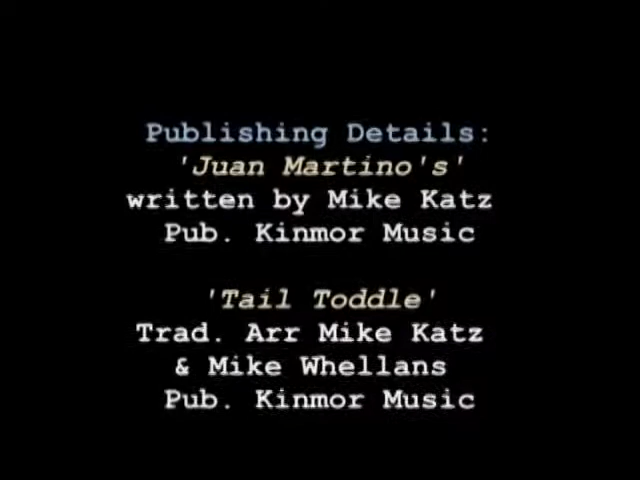 Publishing Details:
'Juan Martino's'
written by Mike Katz
Pub. Kinmor Music
'Tail Toddle'
Trad. Arr Mike Katz
& Mike Whellans
Pub. Kinmor Music